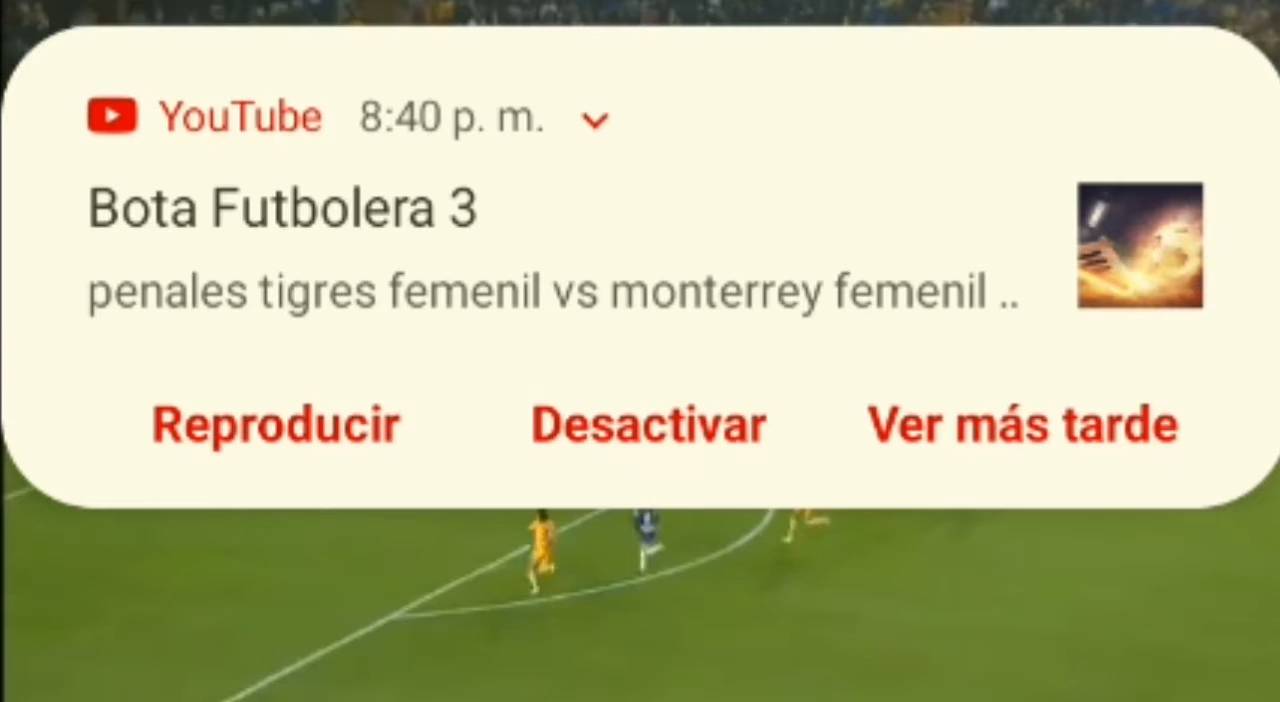 YouTube 8:40 p. m.
Bota Futbolera 3
penales tigres femenil vs monterrey femenil ..
Reproducir Desactivar Ver más tarde